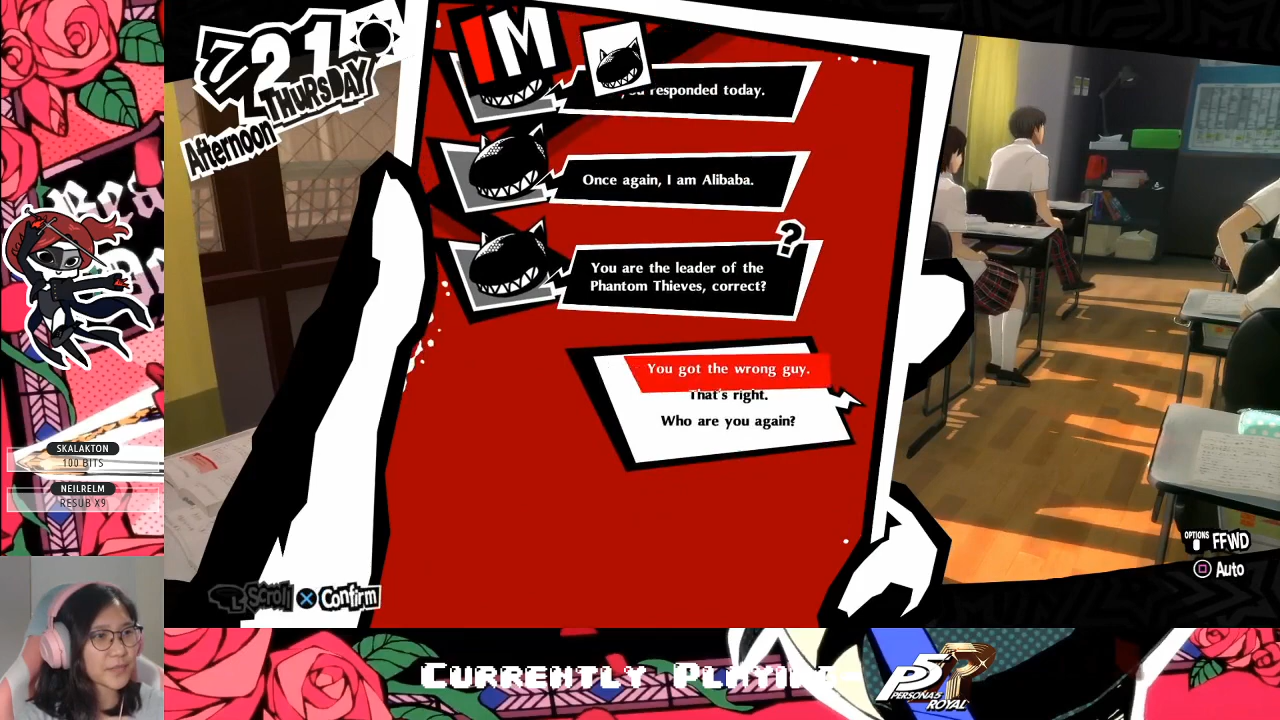 7/21
THURSDAY
Afternoon
IM
you responded today.
Once again, I am Alibaba.
?
You are the leader of the
Phantom Thieves, correct?
You got the wrong guy.
That's right.
Who are you again?
SKALAKTON
100 BITS
NEILRELM
RESUB X9
OPTIONS
FFWD
Auto
L Scroll
Confirm
Currently Playing
P5R
PERSONA5
ROYAL